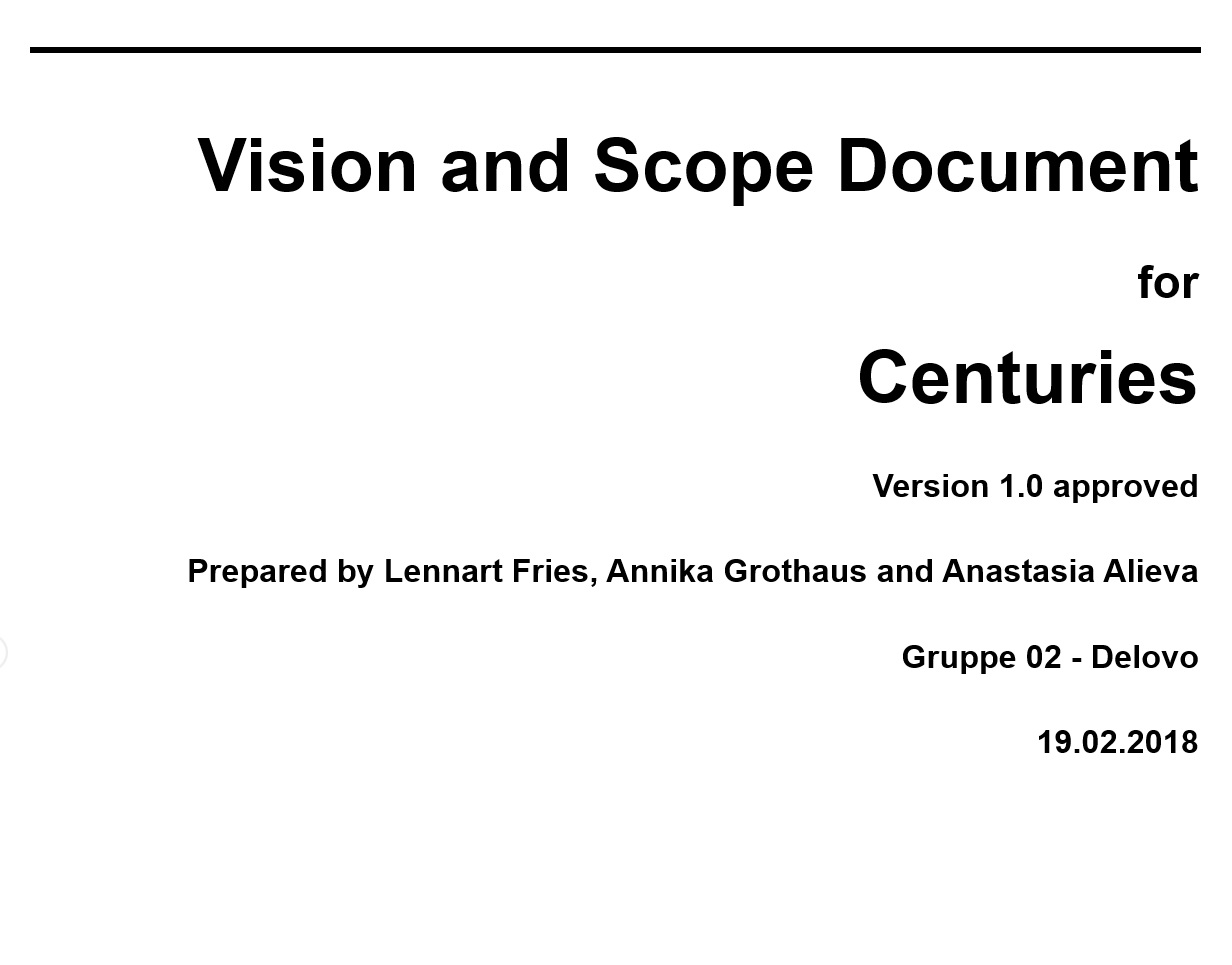 Vision and Scope Document
for
Centuries
Version 1.0 approved
Prepared by Lennart Fries, Annika Grothaus and Anastasia Alieva
Gruppe 02 - Delovo
19.02.2018